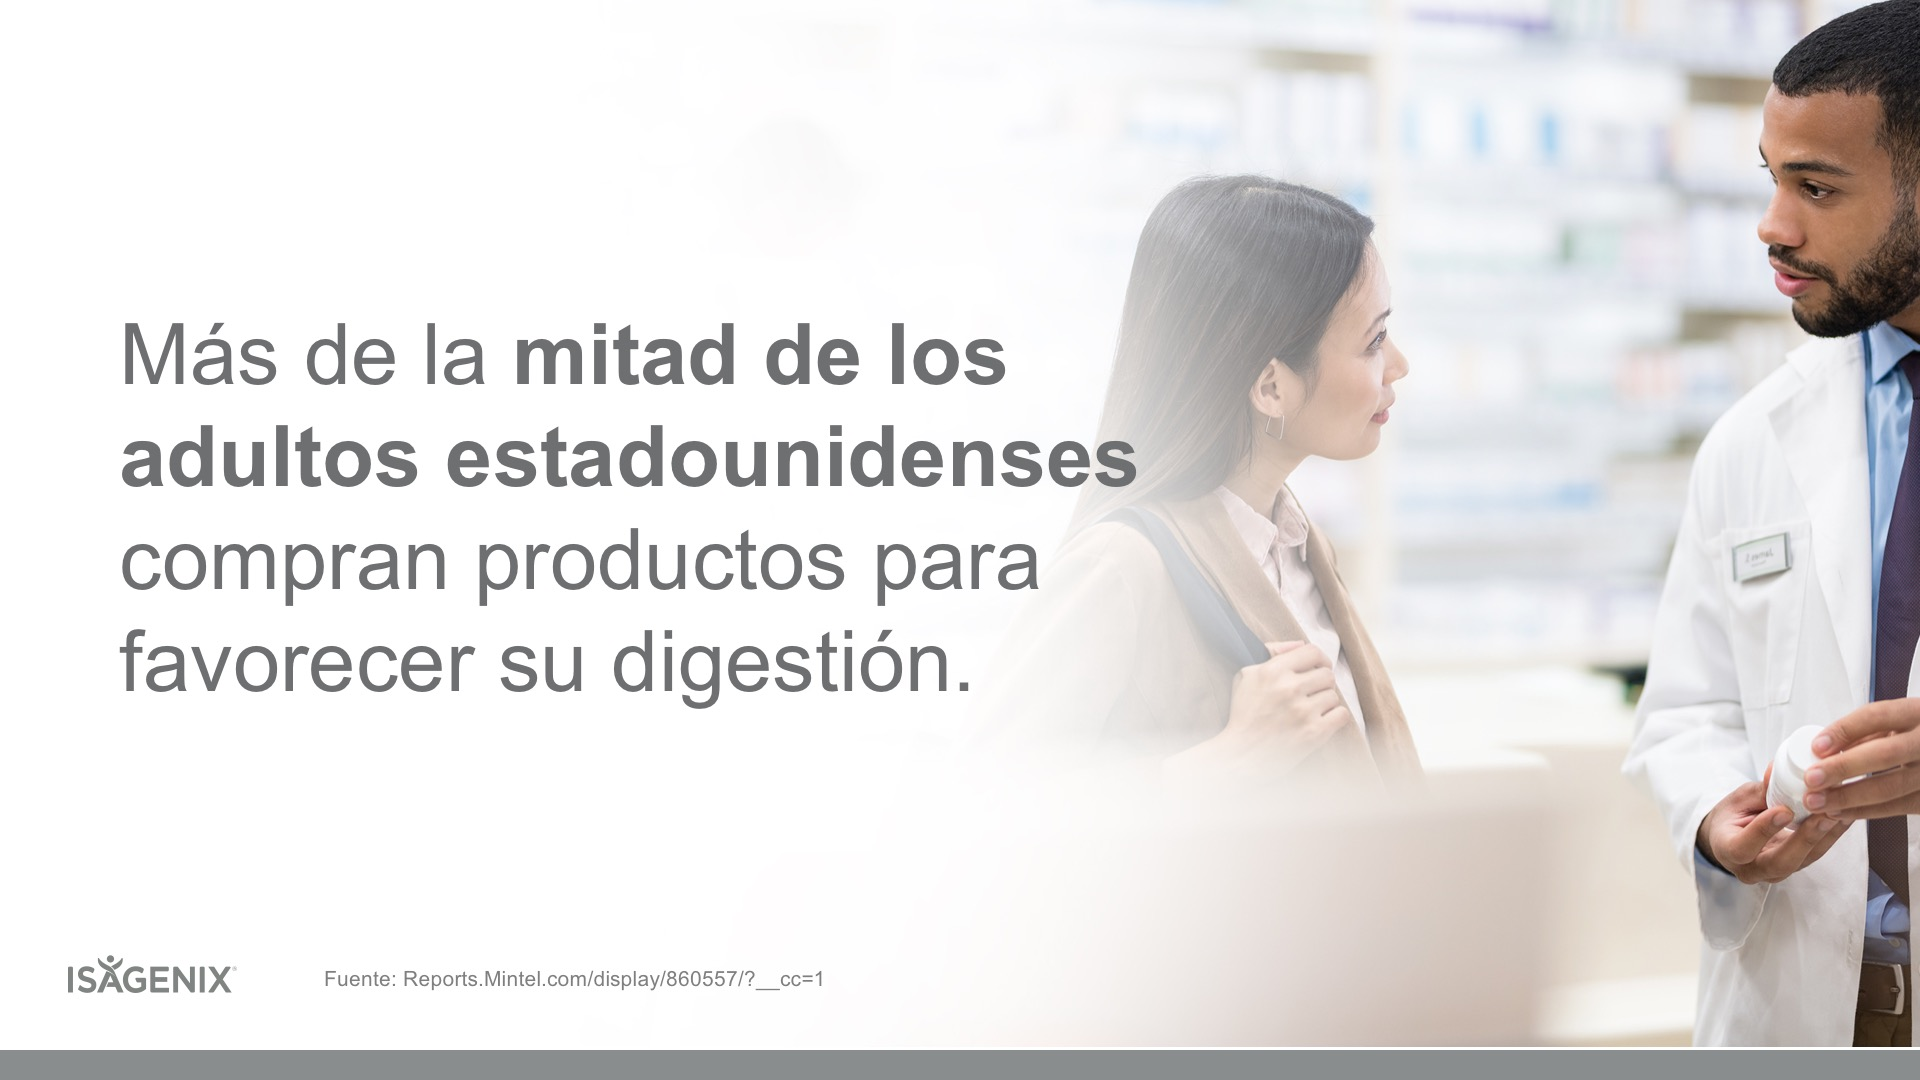 Más de la mitad de los
adultos estadounidenses
compran productos para
favorecer su digestión.
ISAGENIX
Fuente: Reports.Mintel.com/display/860557/?__cc=1